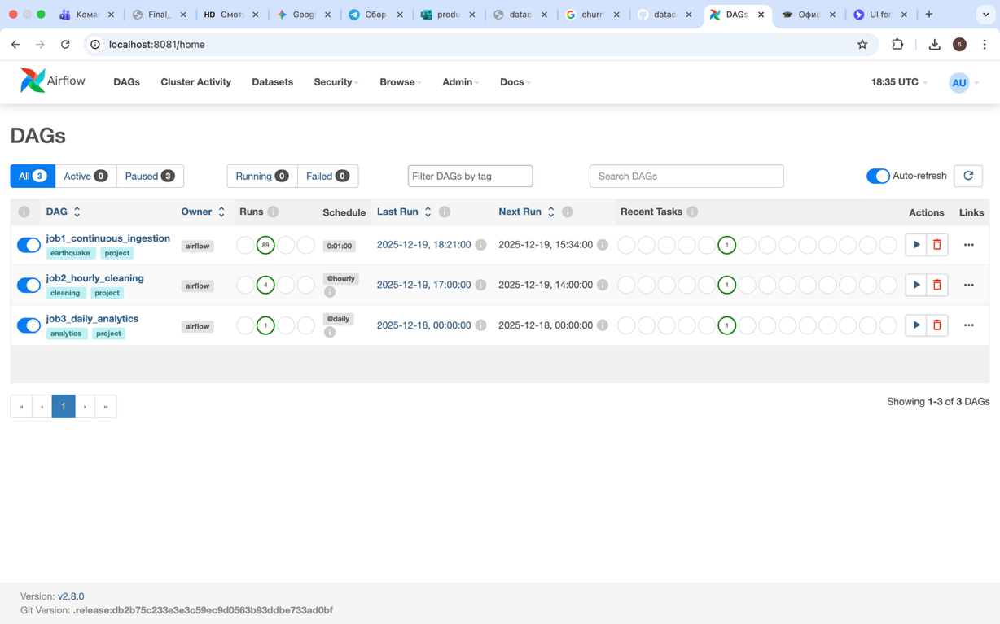 Кома
Final_
HD Смот
Googl
Сбор
produ
datac
churn
datac
DAGs
Офис
UI for
localhost:8081/home
S
Airflow
DAGs Cluster Activity Datasets Security Browse Admin Docs 18:35 UTC AU
DAGs
All 3 Active 0 Paused 3 Running 0 Failed 0 Filter DAGs by tag Search DAGs Auto-refresh
DAG Owner Runs Schedule Last Run Next Run Recent Tasks Actions Links
job1_continuous_ingestion airflow 89 0:01:00 2025-12-19, 18:21:00 2025-12-19, 15:34:00 1
earthquake project
job2_hourly_cleaning airflow 4 @hourly 2025-12-19, 17:00:00 2025-12-19, 14:00:00 1
cleaning project
job3_daily_analytics airflow 1 @daily 2025-12-18, 00:00:00 2025-12-18, 00:00:00 1
analytics project
« ‹ 1 › »
Showing 1-3 of 3 DAGs
Version: v2.8.0
Git Version: .release:db2b75c233e3e3c59ec9d0563b93ddbe733ad0bf